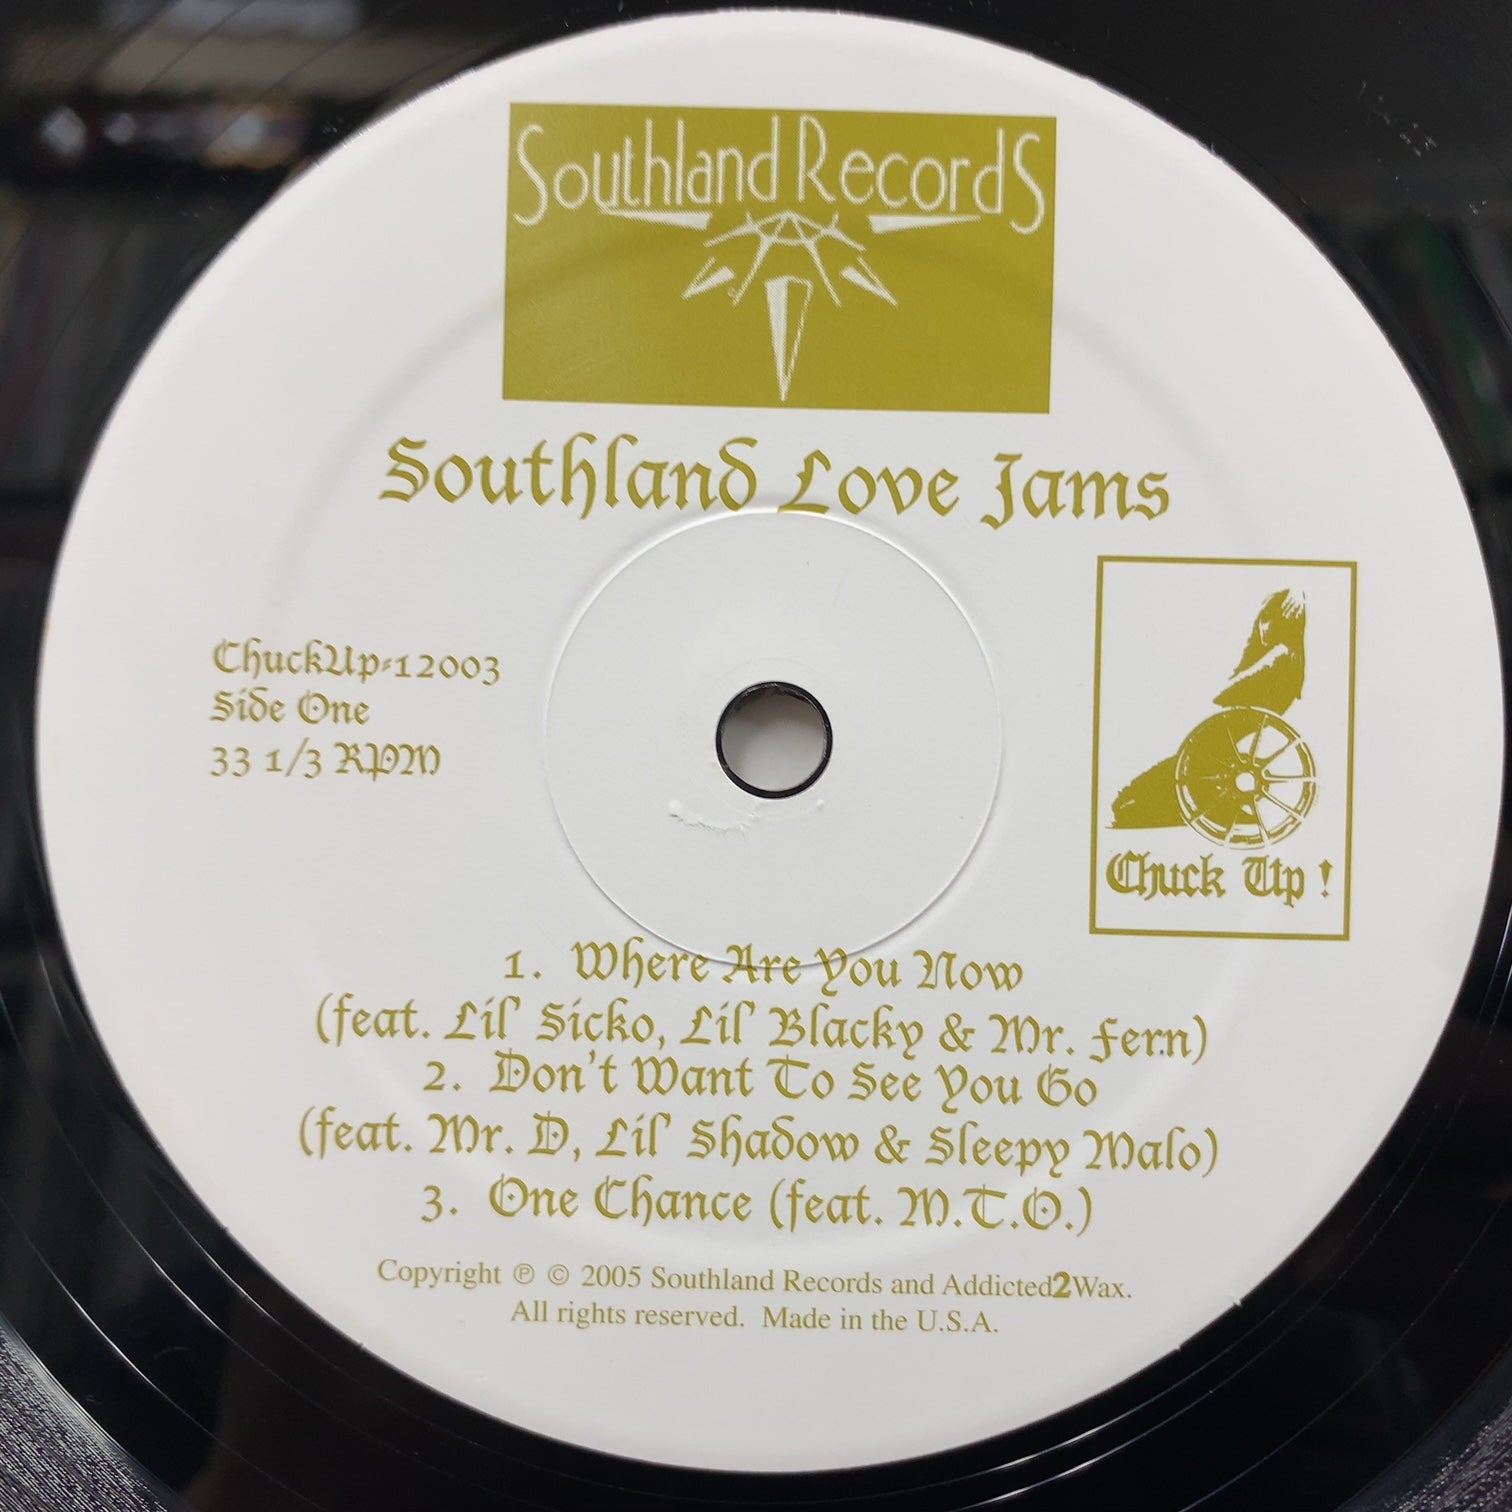 Southland Records
Southland Love Jams
ChuckUp-12003
Side One
33 1/3 RPM
Chuck Up !
1. Where Are You Now
(feat. Lil' Sicko, Lil' Blacky & Mr. Fern)
2. Don't Want To See You Go
(feat. Mr. D, Lil' Shadow & Sleepy Malo)
3. One Chance (feat. M.T.O.)
Copyright ℗ © 2005 Southland Records and Addicted2Wax.
All rights reserved. Made in the U.S.A.